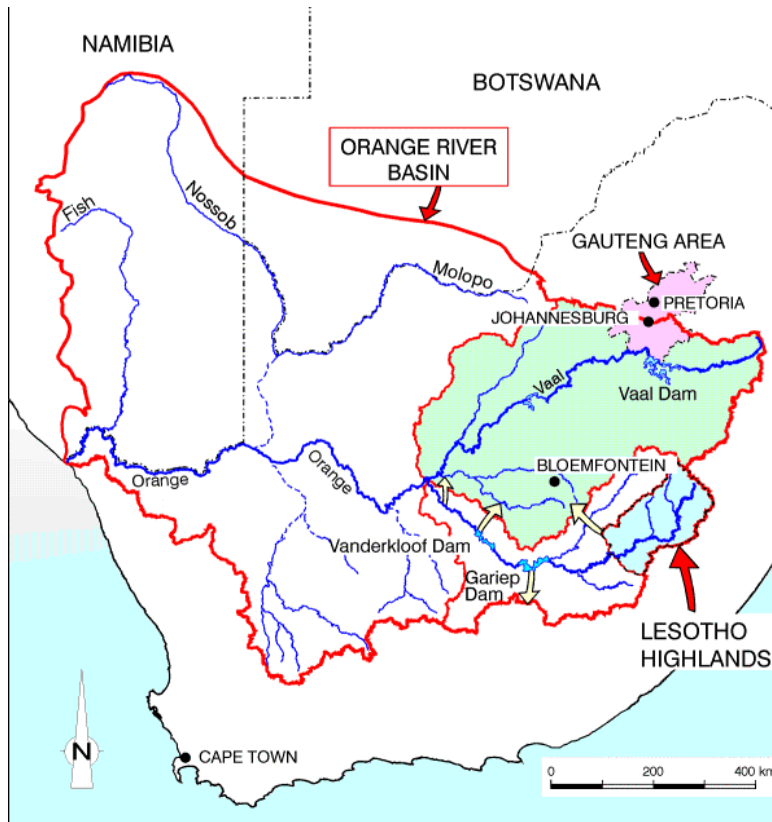 NAMIBIA
BOTSWANA
ORANGE RIVER
BASIN
Fish
Nossob
GAUTENG AREA
Molopo
PRETORIA
JOHANNESBURG
Vaal
Vaal Dam
BLOEMFONTEIN
Orange
Orange
Vanderkloof Dam
Gariep
Dam
LESOTHO
HIGHLANDS
N
CAPE TOWN
0 200 400 km